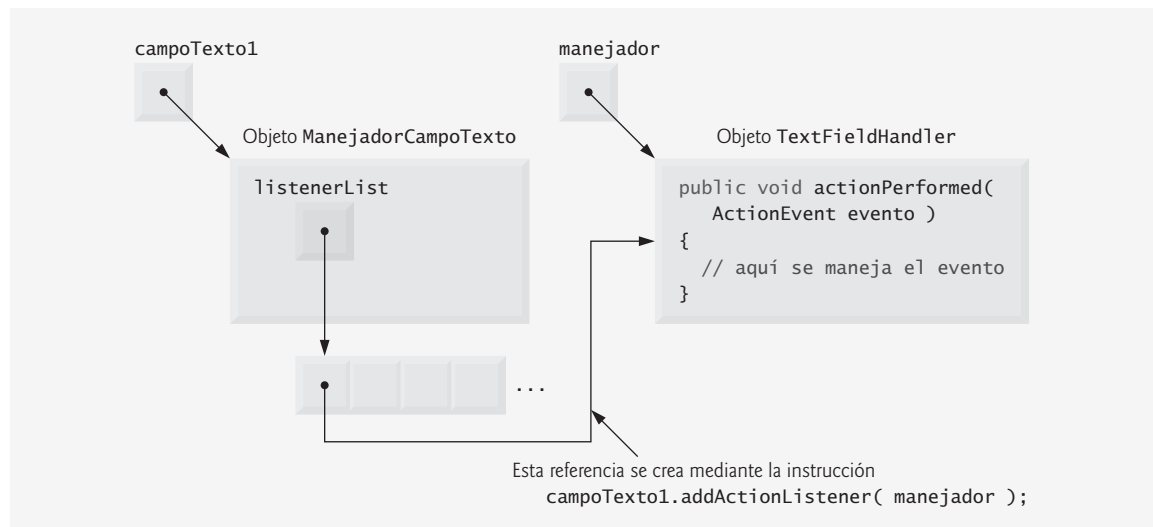 campoTexto1
manejador
Objeto ManejadorCampoTexto
Objeto TextFieldHandler
listenerList
public void actionPerformed(
ActionEvent evento )
{
// aquí se maneja el evento
}
...
Esta referencia se crea mediante la instrucción
campoTexto1.addActionListener( manejador );